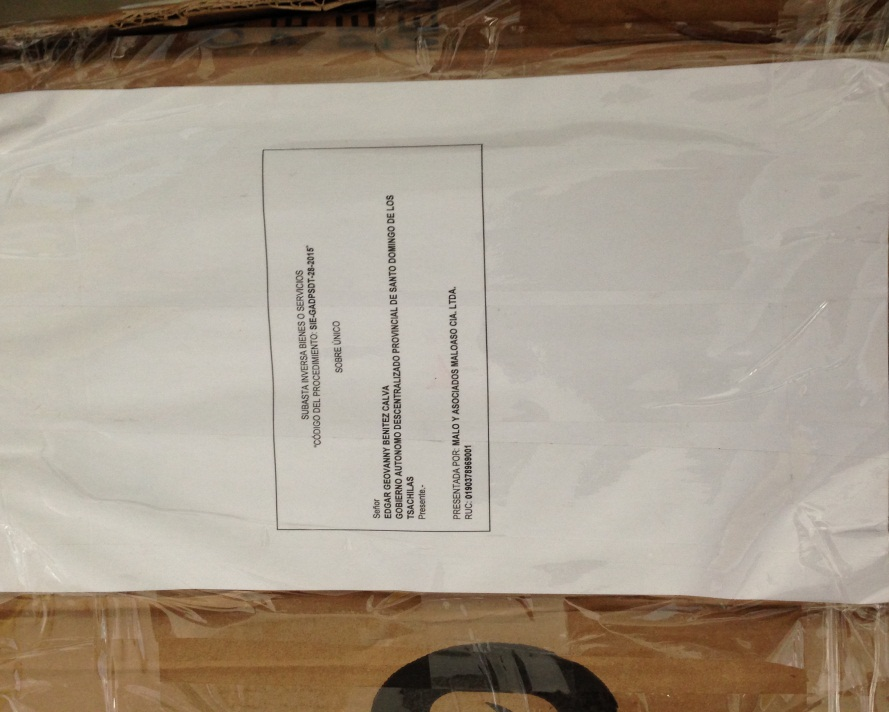 SUBASTA INVERSA BIENES O SERVICIOS
"CÓDIGO DEL PROCEDIMIENTO: SIE-GADPSDT-28-2015"
SOBRE ÚNICO
Señor
EDGAR GEOVANNY BENITEZ CALVA
GOBIERNO AUTONOMO DESCENTRALIZADO PROVINCIAL DE SANTO DOMINGO DE LOS
TSACHILAS
Presente.-
PRESENTADA POR: MALO Y ASOCIADOS MALOASO CIA. LTDA.
RUC: 0190378969001